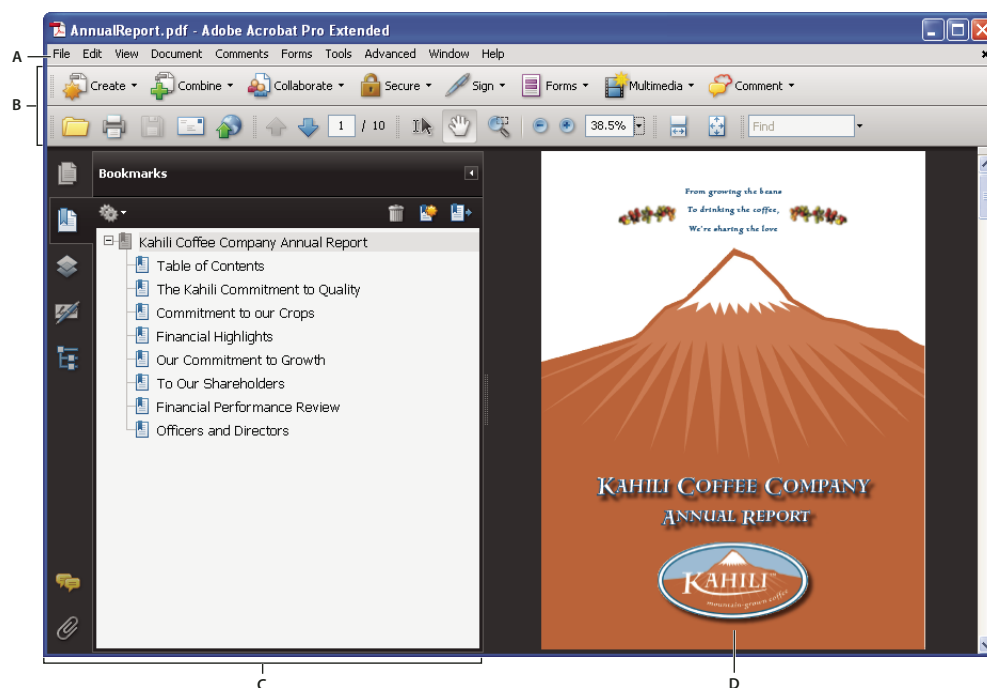 AnnualReport.pdf - Adobe Acrobat Pro Extended
A
File Edit View Document Comments Forms Tools Advanced Window Help
B
Create Combine Collaborate Secure Sign Forms Multimedia Comment
1 / 10 38.5% Find
Bookmarks
Kahili Coffee Company Annual Report
Table of Contents
The Kahili Commitment to Quality
Commitment to our Crops
Financial Highlights
Our Commitment to Growth
To Our Shareholders
Financial Performance Review
Officers and Directors
From growing the beans
To drinking the coffee,
We're sharing the love
KAHILI COFFEE COMPANY
ANNUAL REPORT
KAHILI
mountain-grown coffee
C
D